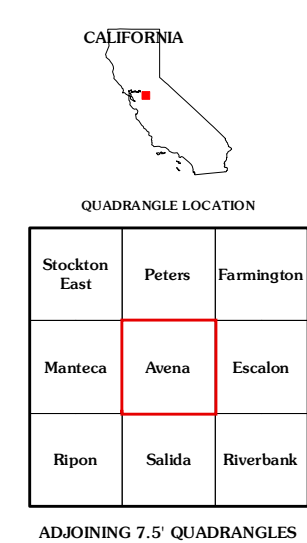 CALIFORNIA
QUADRANGLE LOCATION
Stockton
East
Peters
Farmington
Manteca
Avena
Escalon
Ripon
Salida
Riverbank
ADJOINING 7.5' QUADRANGLES